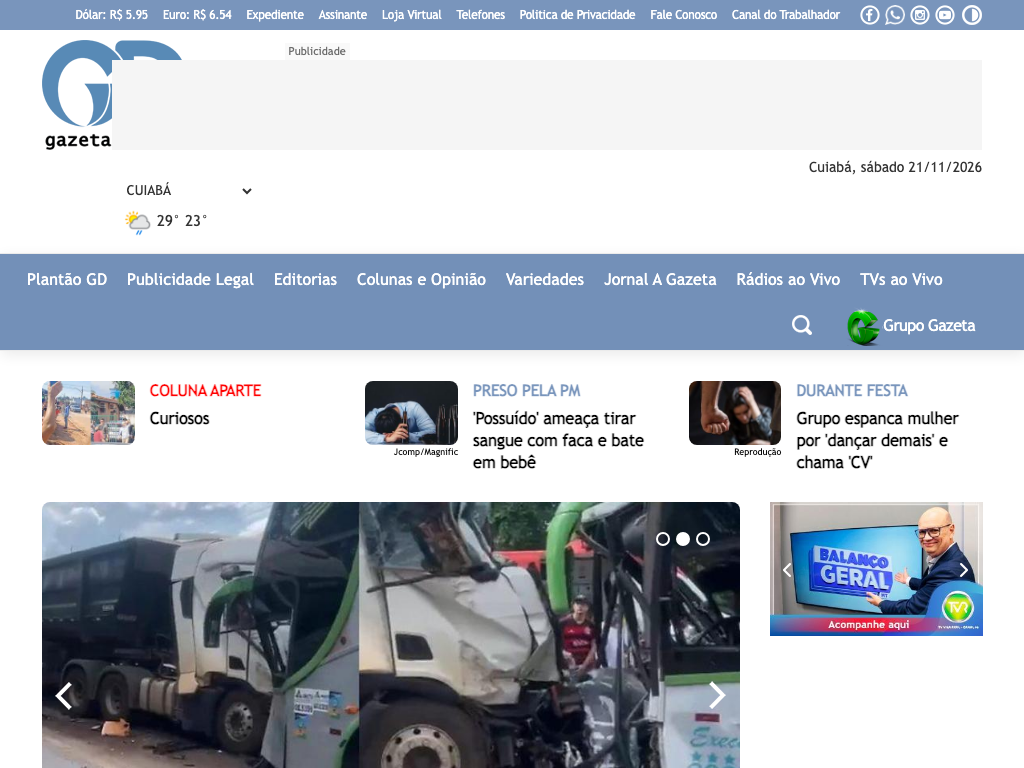 Dólar: R$ 5.95 Euro: R$ 6.54 Expediente Assinante Loja Virtual Telefones Politica de Privacidade Fale Conosco Canal do Trabalhador
Publicidade
gazeta
Cuiabá, sábado 21/11/2026
CUIABÁ
29° 23°
Plantão GD Publicidade Legal Editorias Colunas e Opinião Variedades Jornal A Gazeta Rádios ao Vivo TVs ao Vivo
Grupo Gazeta
COLUNA APARTE
Curiosos
PRESO PELA PM
'Possuído' ameaça tirar
sangue com faca e bate
em bebê
Jcomp/Magnific
DURANTE FESTA
Grupo espanca mulher
por 'dançar demais' e
chama 'CV'
Reprodução
BALANÇO
GERAL
Acompanhe aqui